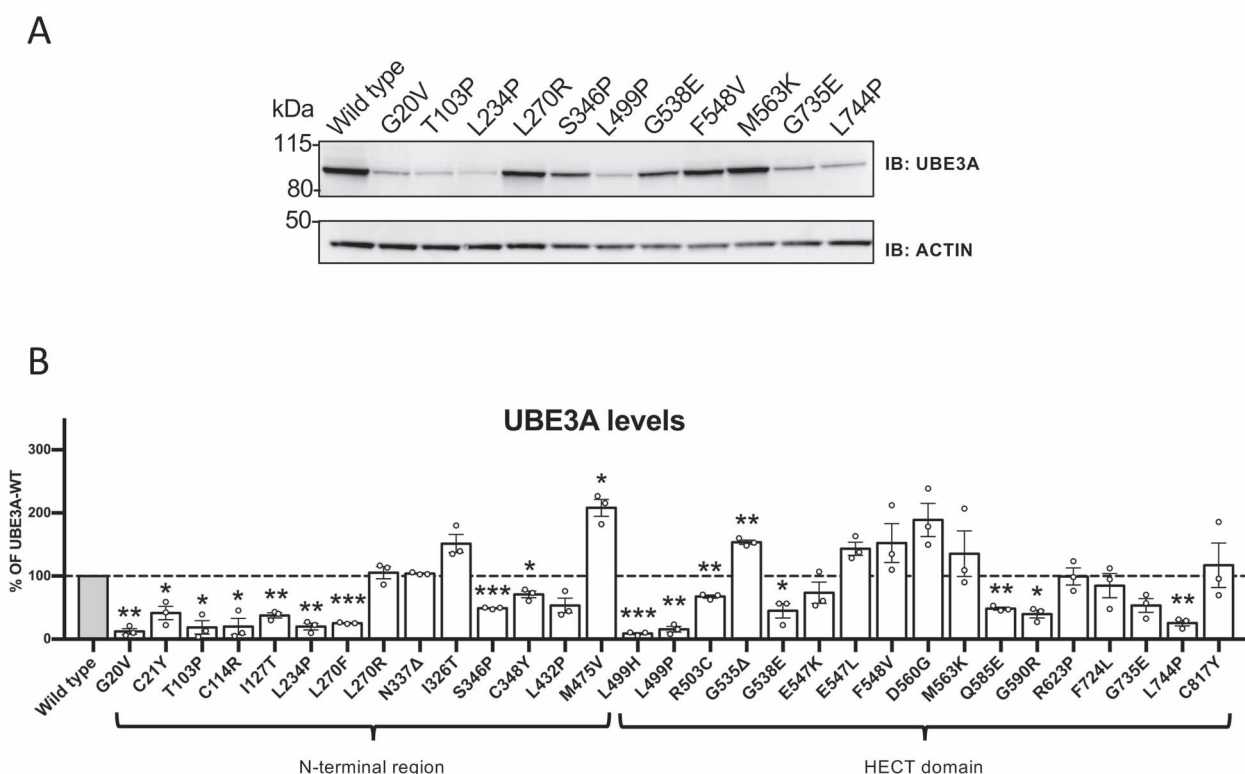 A
kDa
Wild type G20V T103P L234P L270R S346P L499P G538E F548V M563K G735E L744P
115
80
IB: UBE3A
50
IB: ACTIN
B
UBE3A levels
% OF UBE3A-WT
300
200
100
0
** * * * ** ** *** *** * * *** ** ** ** * ** * **
Wild type G20V C21Y T103P C114R I127T L234P L270F L270R N337Δ I326T S346P C348Y L432P M475V L499H L499P R503C G535Δ G538E E547K E547L F548V D560G M563K Q585E G590R R623P F724L G735E L744P C817Y
N-terminal region HECT domain